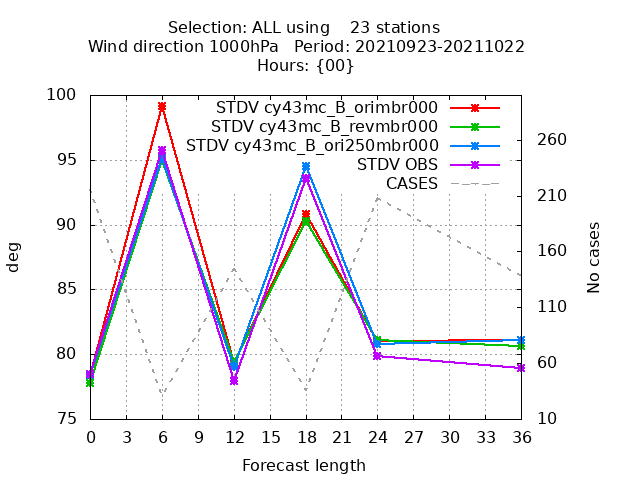 Selection: ALL using 23 stations
Wind direction 1000hPa Period: 20210923-20211022
Hours: {00}
STDV cy43mc_B_orimbr000
STDV cy43mc_B_revmbr000
STDV cy43mc_B_ori250mbr000
STDV OBS
CASES
100
95
90
85
80
75
deg
260
210
160
110
60
10
No cases
0 3 6 9 12 15 18 21 24 27 30 33 36
Forecast length